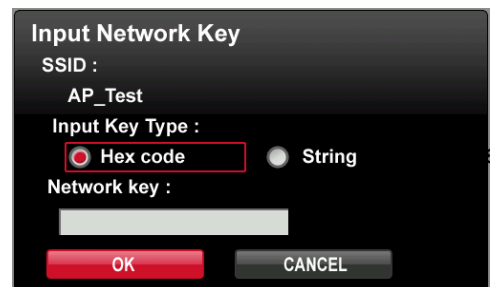 Input Network Key
SSID :
AP_Test
Input Key Type :
Hex code String
Network key :
OK CANCEL